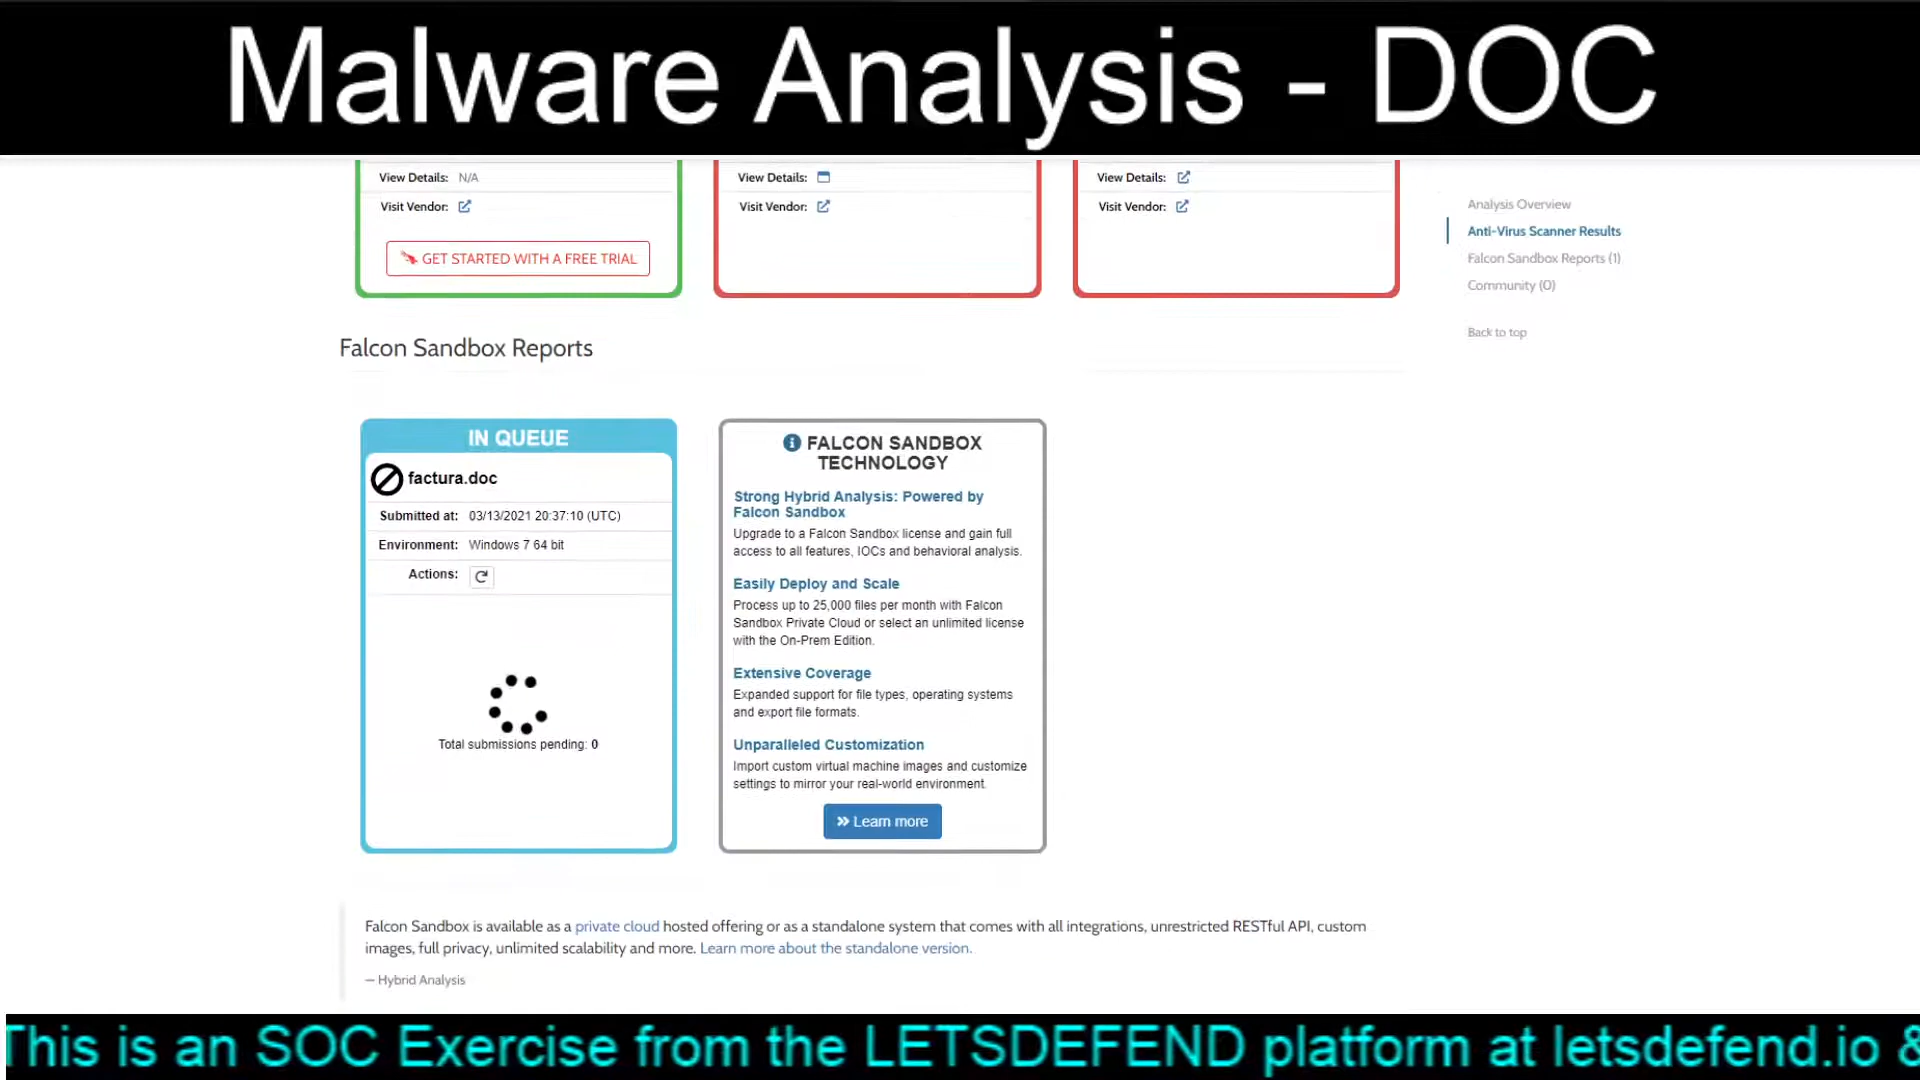 Malware Analysis - DOC
View Details: N/A
Visit Vendor:
GET STARTED WITH A FREE TRIAL
View Details:
Visit Vendor:
View Details:
Visit Vendor:
Analysis Overview
Anti-Virus Scanner Results
Falcon Sandbox Reports (1)
Community (0)
Back to top
Falcon Sandbox Reports
IN QUEUE
factura.doc
Submitted at: 03/13/2021 20:37:10 (UTC)
Environment: Windows 7 64 bit
Actions:
Total submissions pending: 0
FALCON SANDBOX
TECHNOLOGY
Strong Hybrid Analysis: Powered by
Falcon Sandbox
Upgrade to a Falcon Sandbox license and gain full
access to all features, IOCs and behavioral analysis.
Easily Deploy and Scale
Process up to 25,000 files per month with Falcon
Sandbox Private Cloud or select an unlimited license
with the On-Prem Edition.
Extensive Coverage
Expanded support for file types, operating systems
and export file formats.
Unparalleled Customization
Import custom virtual machine images and customize
settings to mirror your real-world environment.
» Learn more
Falcon Sandbox is available as a private cloud hosted offering or as a standalone system that comes with all integrations, unrestricted RESTful API, custom
images, full privacy, unlimited scalability and more. Learn more about the standalone version.
— Hybrid Analysis
This is an SOC Exercise from the LETSDEFEND platform at letsdefend.io &